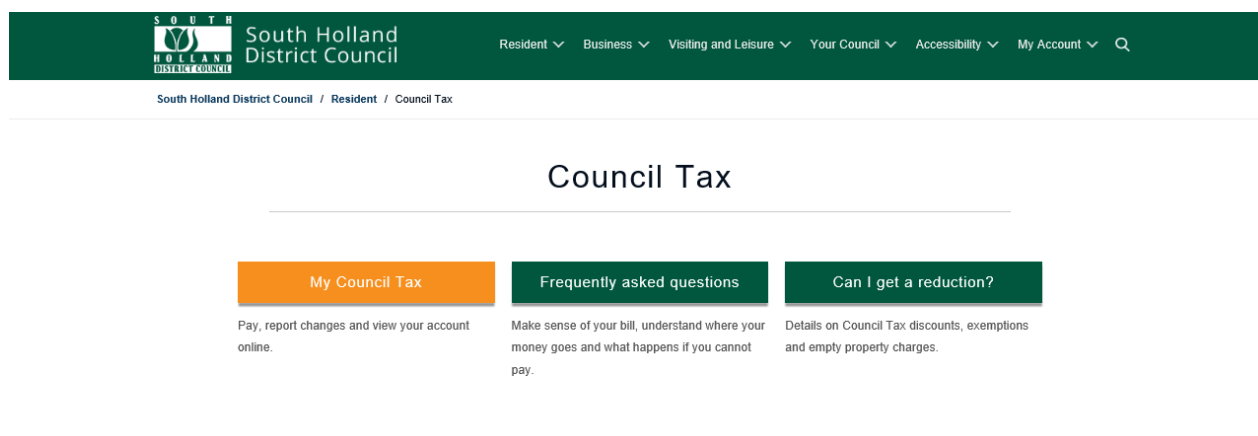 SOUTH
HOLLAND
DISTRICT COUNCIL
South Holland
District Council
Resident
Business
Visiting and Leisure
Your Council
Accessibility
My Account
South Holland District Council / Resident / Council Tax
Council Tax
My Council Tax
Pay, report changes and view your account
online.
Frequently asked questions
Make sense of your bill, understand where your
money goes and what happens if you cannot
pay.
Can I get a reduction?
Details on Council Tax discounts, exemptions
and empty property charges.